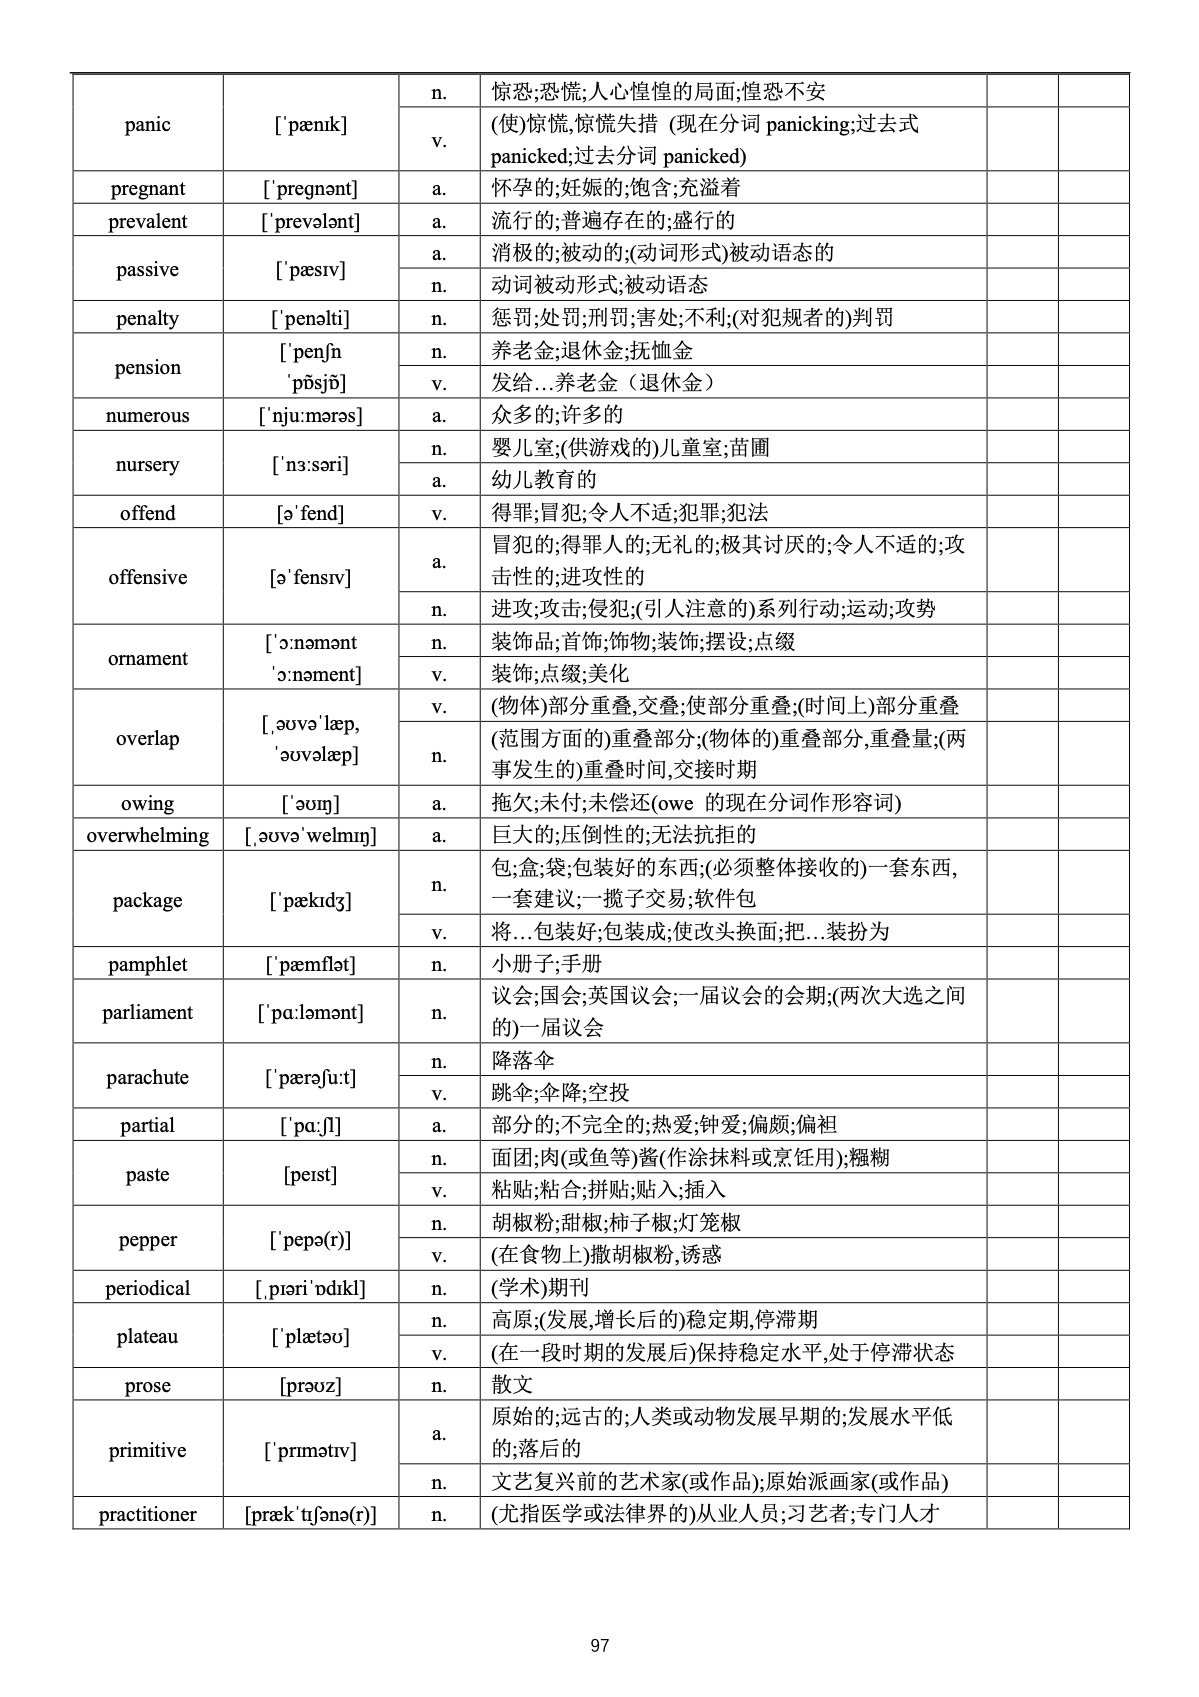 panic [ˈpænɪk] n. 惊恐;恐慌;人心惶惶的局面;惶恐不安
v. (使)惊慌,惊慌失措 (现在分词 panicking;过去式
panicked;过去分词 panicked)
pregnant [ˈpreɡnənt] a. 怀孕的;妊娠的;饱含;充溢着
prevalent [ˈprevələnt] a. 流行的;普遍存在的;盛行的
passive [ˈpæsɪv] a. 消极的;被动的;(动词形式)被动语态的
n. 动词被动形式;被动语态
penalty [ˈpenəlti] n. 惩罚;处罚;刑罚;害处;不利;(对犯规者的)判罚
pension [ˈpenʃn n. 养老金;退休金;抚恤金
ˈpɒ̃sjɒ̃] v. 发给…养老金（退休金）
numerous [ˈnjuːmərəs] a. 众多的;许多的
nursery [ˈnɜːsəri] n. 婴儿室;(供游戏的)儿童室;苗圃
a. 幼儿教育的
offend [əˈfend] v. 得罪;冒犯;令人不适;犯罪;犯法
offensive [əˈfensɪv] a. 冒犯的;得罪人的;无礼的;极其讨厌的;令人不适的;攻
击性的;进攻性的
n. 进攻;攻击;侵犯;(引人注意的)系列行动;运动;攻势
ornament [ˈɔːnəmənt n. 装饰品;首饰;饰物;装饰;摆设;点缀
ˈɔːnəment] v. 装饰;点缀;美化
overlap [ˌəʊvəˈlæp, v. (物体)部分重叠,交叠;使部分重叠;(时间上)部分重叠
ˈəʊvəlæp] n. (范围方面的)重叠部分;(物体的)重叠部分,重叠量;(两
事发生的)重叠时间,交接时期
owing [ˈəʊɪŋ] a. 拖欠;未付;未偿还(owe 的现在分词作形容词)
overwhelming [ˌəʊvəˈwelmɪŋ] a. 巨大的;压倒性的;无法抗拒的
package [ˈpækɪdʒ] n. 包;盒;袋;包装好的东西;(必须整体接收的)一套东西,
一套建议;一揽子交易;软件包
v. 将…包装好;包装成;使改头换面;把…装扮为
pamphlet [ˈpæmflət] n. 小册子;手册
parliament [ˈpɑːləmənt] n. 议会;国会;英国议会;一届议会的会期;(两次大选之间
的)一届议会
parachute [ˈpærəʃuːt] n. 降落伞
v. 跳伞;伞降;空投
partial [ˈpɑːʃl] a. 部分的;不完全的;热爱;钟爱;偏颇;偏袒
paste [peɪst] n. 面团;肉(或鱼等)酱(作涂抹料或烹饪用);糨糊
v. 粘贴;粘合;拼贴;贴入;插入
pepper [ˈpepə(r)] n. 胡椒粉;甜椒;柿子椒;灯笼椒
v. (在食物上)撒胡椒粉,诱惑
periodical [ˌpɪəriˈɒdɪkl] n. (学术)期刊
plateau [ˈplætəʊ] n. 高原;(发展,增长后的)稳定期,停滞期
v. (在一段时期的发展后)保持稳定水平,处于停滞状态
prose [prəʊz] n. 散文
primitive [ˈprɪmətɪv] a. 原始的;远古的;人类或动物发展早期的;发展水平低
的;落后的
n. 文艺复兴前的艺术家(或作品);原始派画家(或作品)
practitioner [prækˈtɪʃənə(r)] n. (尤指医学或法律界的)从业人员;习艺者;专门人才
97